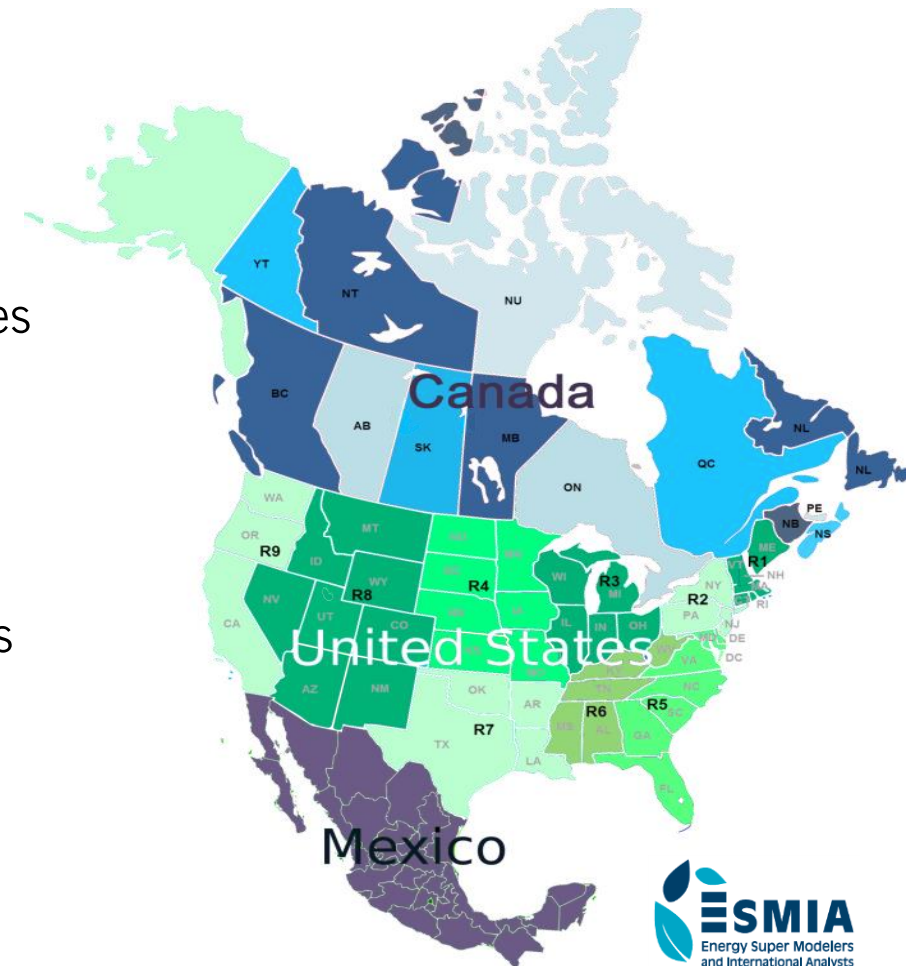 es
s
YT
NT
NU
BC
AB
SK
MB
Canada
ON
QC
NL
NL
PE
NB
NS
WA
OR
R9
ID
MT
WY
R8
NV
UT
CO
CA
AZ
NM
R4
WI
R3
MI
IL
IN
OH
ME
VT
R1
NH
RI
NY
R2
PA
NJ
MD
DE
DC
VA
United States
NC
SC
R5
GA
FL
TN
R6
AL
OK
AR
R7
TX
LA
Mexico
ESMIA
Energy Super Modelers
and International Analysts